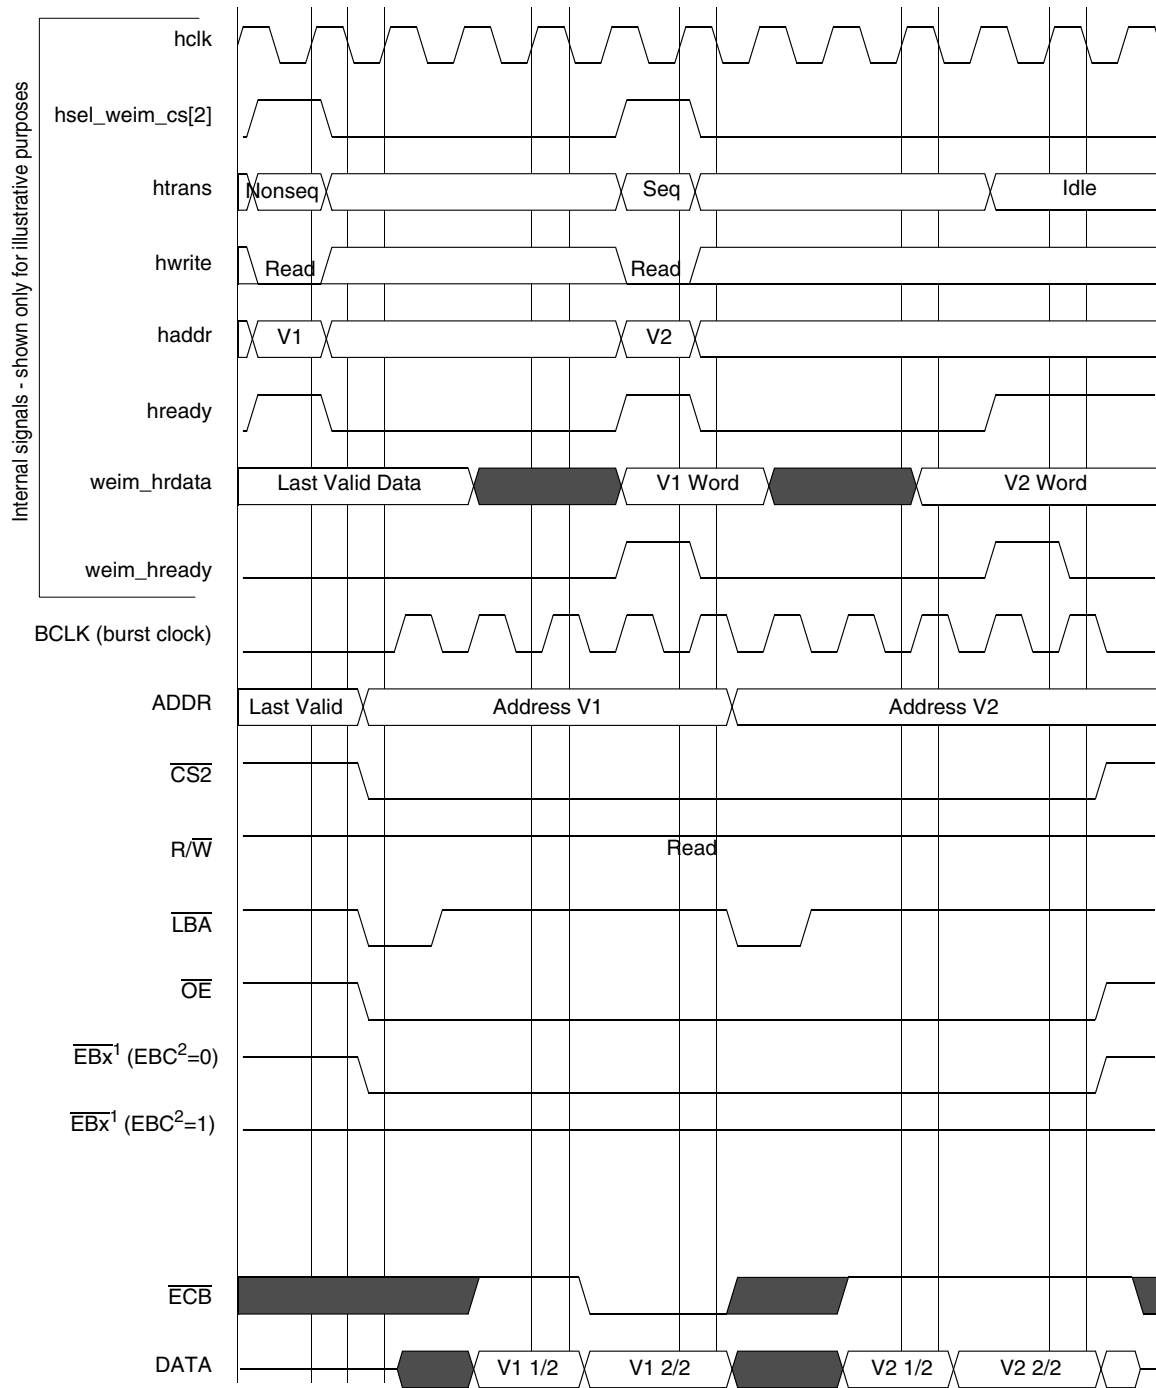 Internal signals - shown only for illustrative purposes
hclk
hsel_weim_cs[2]
htrans Nonseq Seq Idle
hwrite Read Read
haddr V1 V2
hready
weim_hrdata Last Valid Data V1 Word V2 Word
weim_hready
BCLK (burst clock)
ADDR Last Valid Address V1 Address V2
CS2
R/W Read
LBA
OE
EBx1 (EBC2=0)
EBx1 (EBC2=1)
ECB
DATA V1 1/2 V1 2/2 V2 1/2 V2 2/2